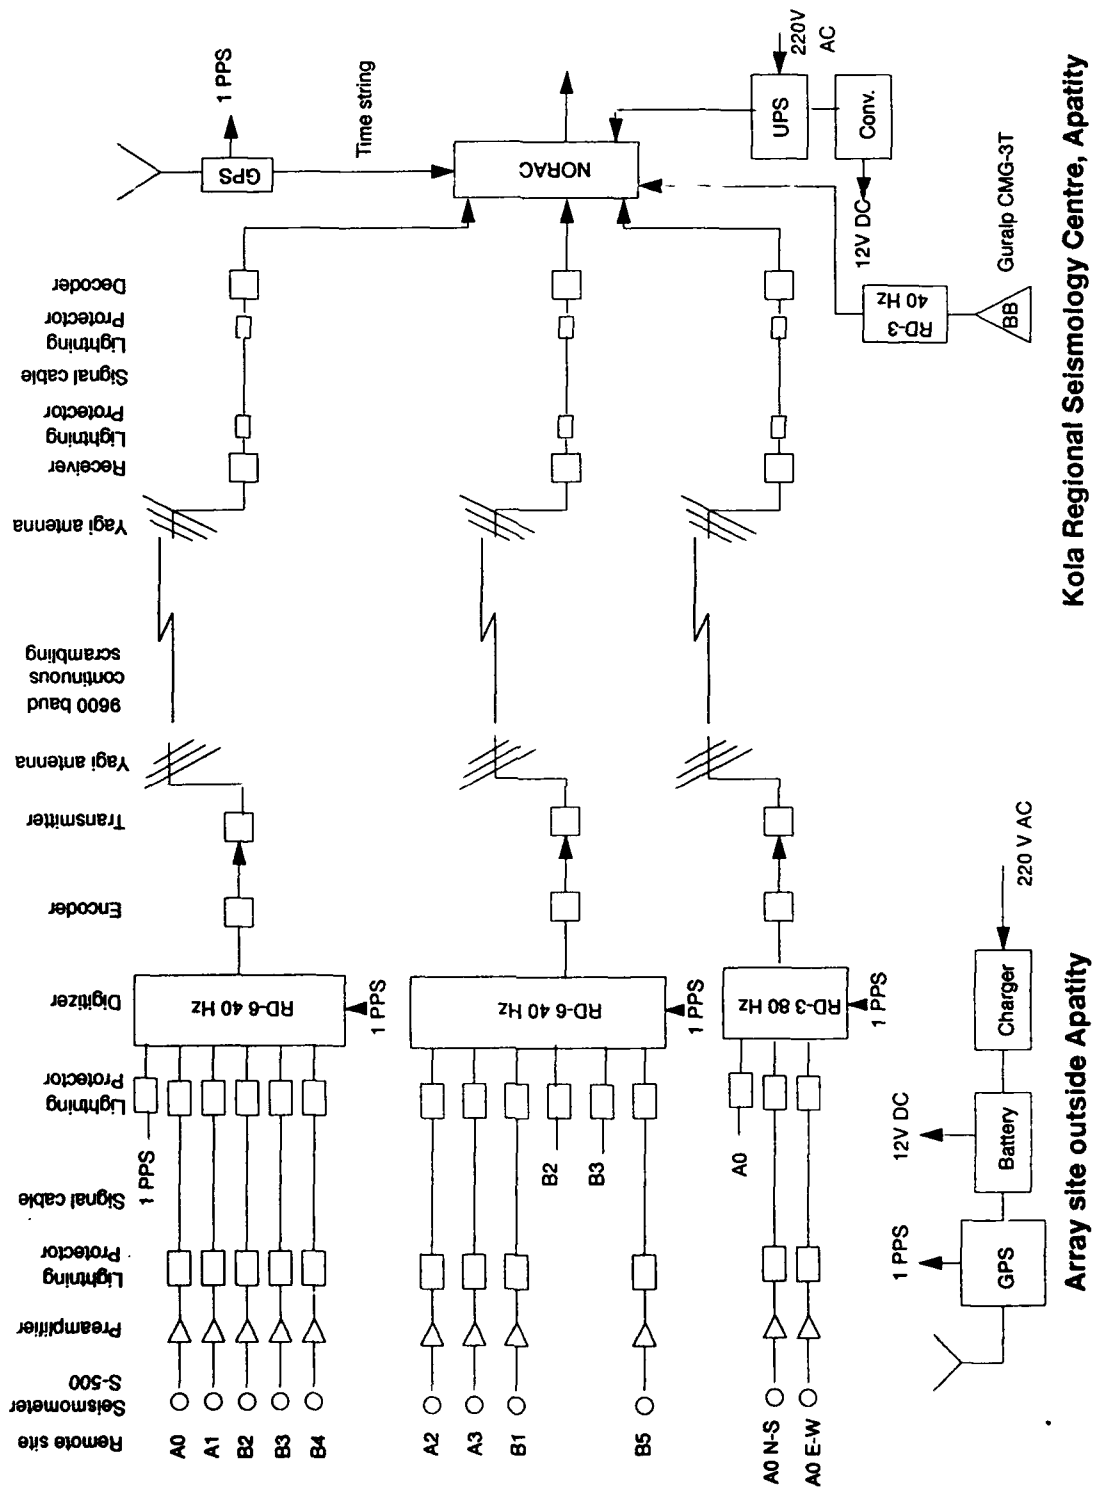 Remote site
Seismometer
S-500
Preamplifier
Lightning
Protector
Signal cable
Lightning
Protector
Digitizer
Encoder
Transmitter
Yagi antenna
9600 baud
continuous
scrambling
Yagi antenna
Receiver
Lightning
Protector
Signal cable
Lightning
Protector
Decoder
A0
A1
B2
B3
B4
1 PPS
RD-6 40 Hz
1 PPS
A2
A3
B1
B2
B3
B5
RD-6 40 Hz
1 PPS
A0 N-S
A0 E-W
A0
RD-3 80 Hz
1 PPS
GPS
1 PPS
Time string
NORAC
UPS
220V
AC
Conv.
12V DC
RD-3
40 Hz
BB
Guralp CMG-3T
GPS
1 PPS
Battery
12V DC
Charger
220 V AC
Array site outside Apatity
Kola Regional Seismology Centre, Apatity